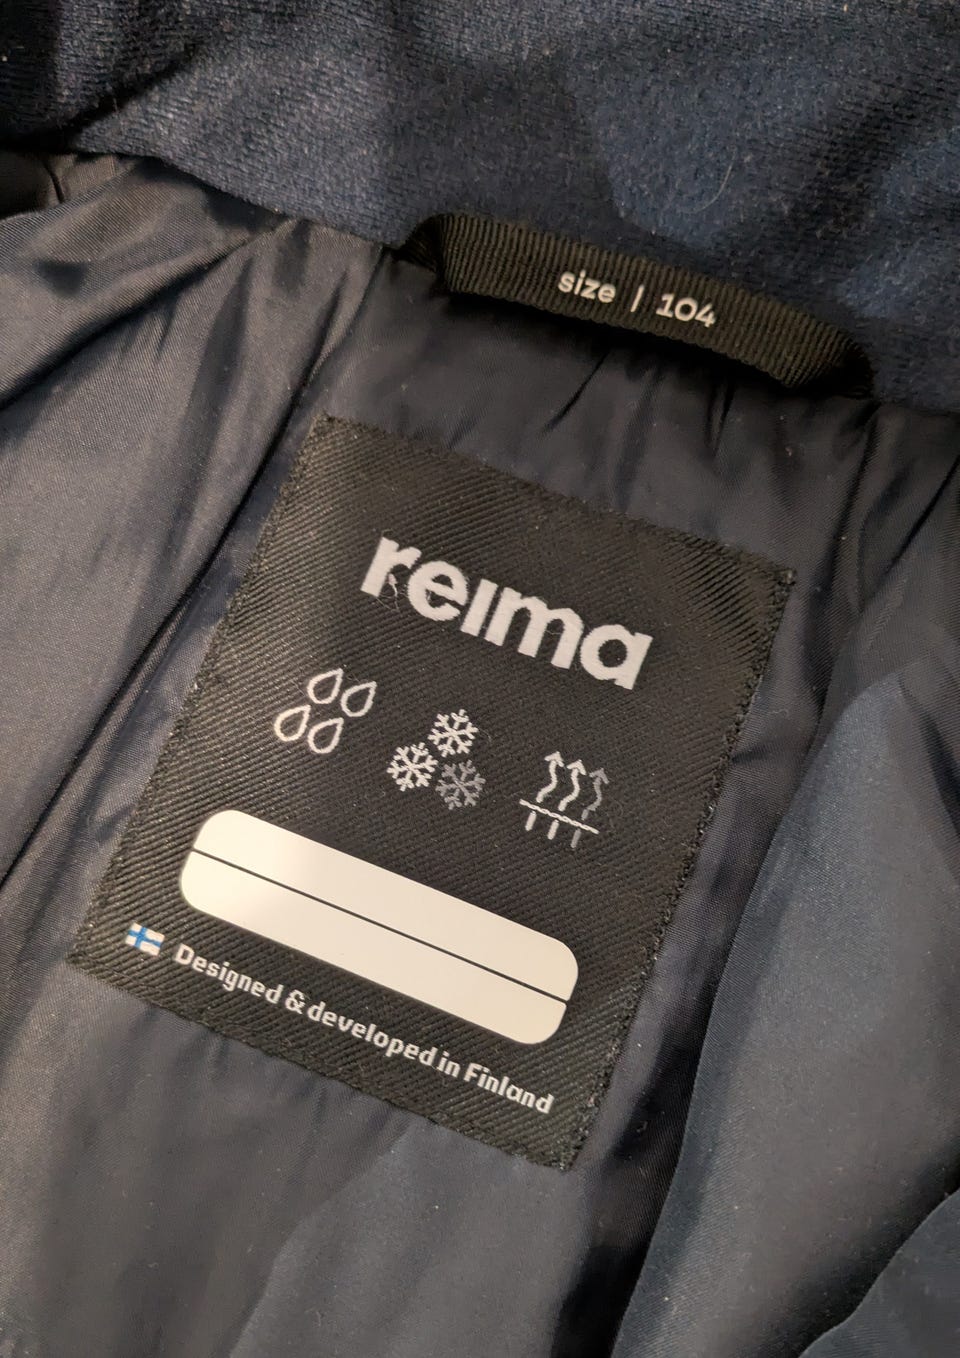 size | 104
reima
Designed & developed in Finland